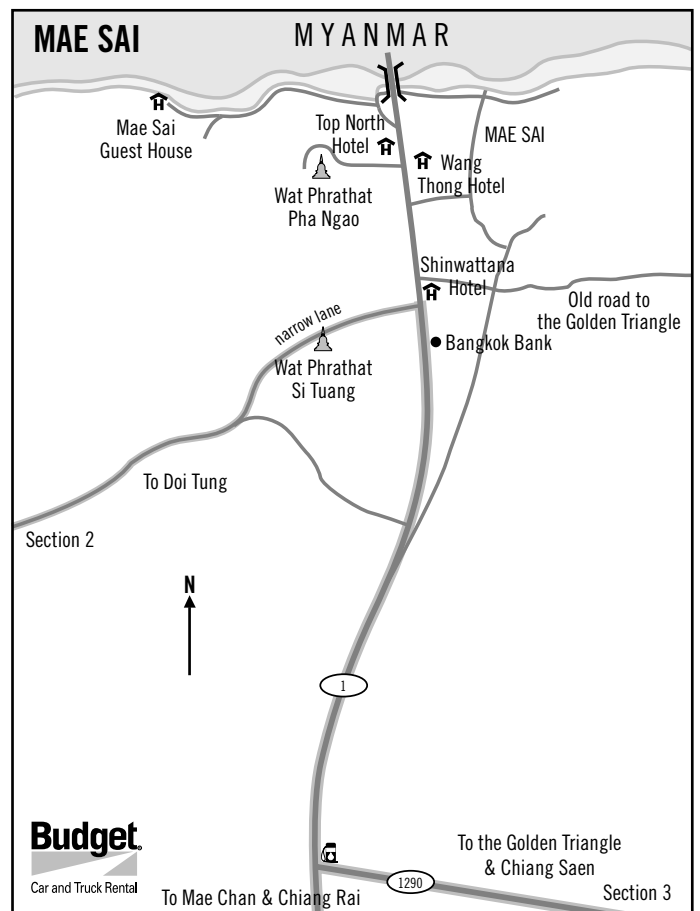 MAE SAI
MYANMAR
Mae Sai
Guest House
Top North
Hotel
MAE SAI
Wang
Thong Hotel
Wat Phrathat
Pha Ngao
Shinwattana
Hotel
Old road to
the Golden Triangle
narrow lane
Bangkok Bank
Wat Phrathat
Si Tuang
To Doi Tung
Section 2
N
1
Budget®
Car and Truck Rental
To the Golden Triangle
& Chiang Saen
1290
Section 3
To Mae Chan & Chiang Rai